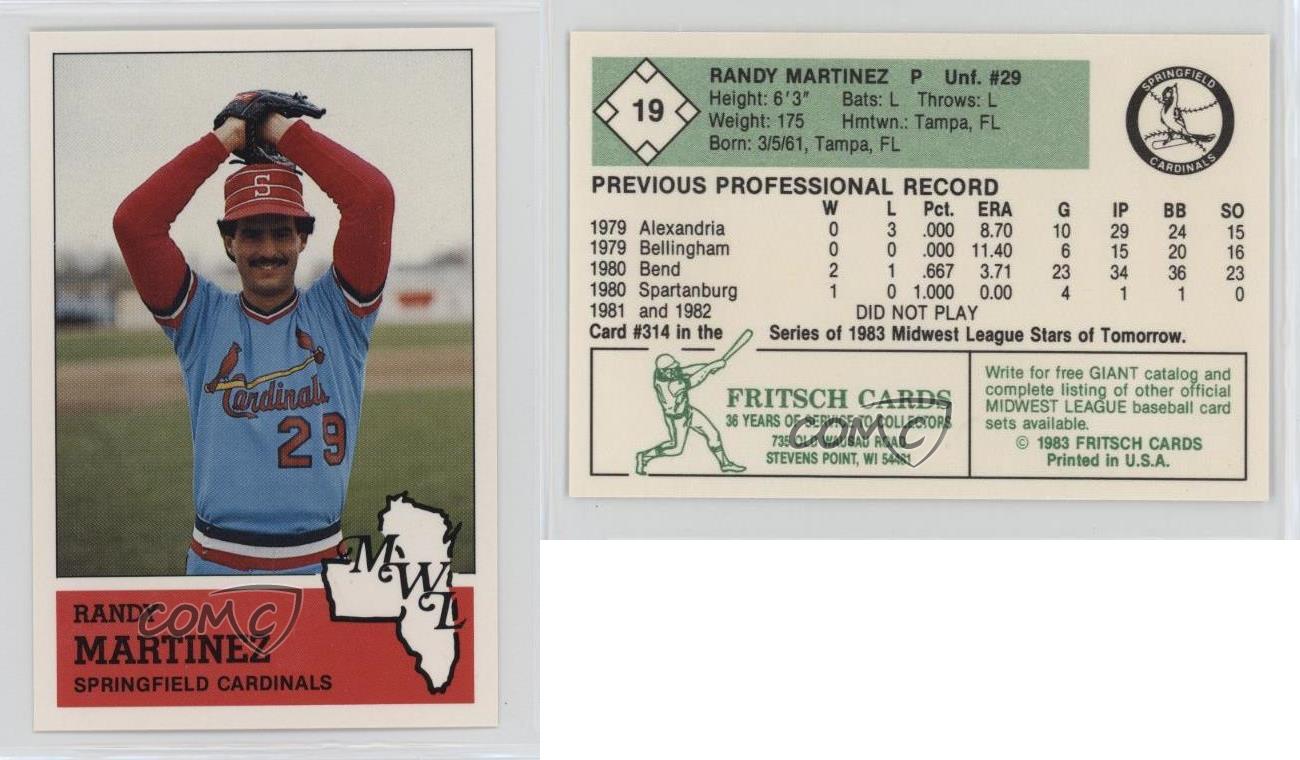 S
Cardinals
29
MWL
RANDY
MARTINEZ
SPRINGFIELD CARDINALS
COMC
19
RANDY MARTINEZ P Unf. #29
Height: 6'3" Bats: L Throws: L
Weight: 175 Hmtwn.: Tampa, FL
Born: 3/5/61, Tampa, FL
SPRINGFIELD
CARDINALS
PREVIOUS PROFESSIONAL RECORD
W L Pct. ERA G IP BB SO
1979 Alexandria 0 3 .000 8.70 10 29 24 15
1979 Bellingham 0 0 .000 11.40 6 15 20 16
1980 Bend 2 1 .667 3.71 23 34 36 23
1980 Spartanburg 1 0 1.000 0.00 4 1 1 0
1981 and 1982 DID NOT PLAY
Card #314 in the Series of 1983 Midwest League Stars of Tomorrow.
FRITSCH CARDS
36 YEARS OF SERVICE TO COLLECTORS
735 OLD WAUSAU ROAD
STEVENS POINT, WI 54481
COMC
Write for free GIANT catalog and
complete listing of other official
MIDWEST LEAGUE baseball card
sets available.
© 1983 FRITSCH CARDS
Printed in U.S.A.